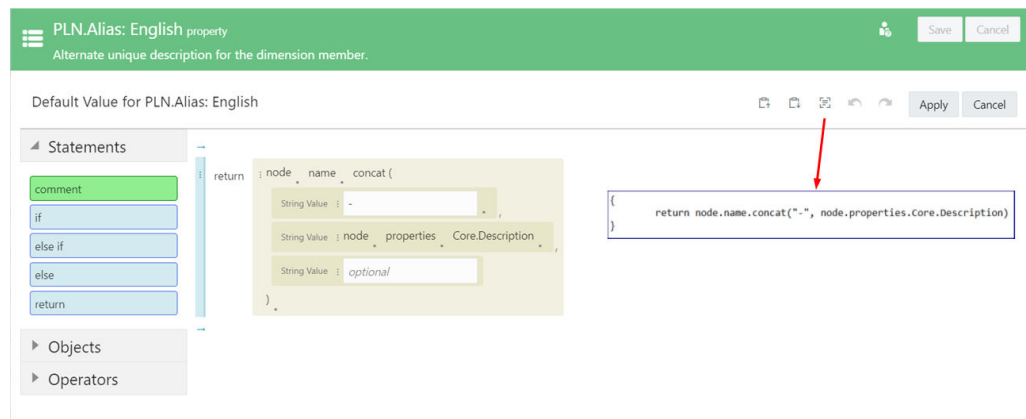 PLN.Alias: English property
Save
Cancel
Alternate unique description for the dimension member.
Default Value for PLN.Alias: English
Apply
Cancel
Statements
comment
if
else if
else
return
Objects
Operators
return
node . name . concat (
String Value : - . ,
String Value : node . properties . Core.Description . ,
String Value : optional
) .
{
return node.name.concat("-", node.properties.Core.Description)
}